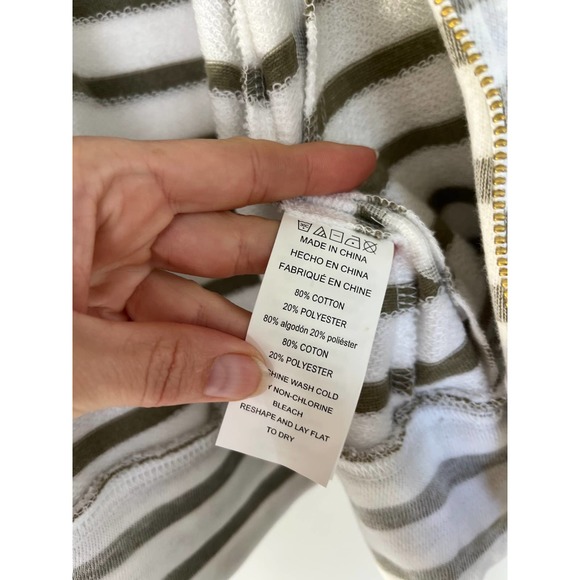 MADE IN CHINA
HECHO EN CHINA
FABRIQUÉ EN CHINE
80% COTTON
20% POLYESTER
80% algodón 20% poliéster
80% COTON
20% POLYESTER
HINE WASH COLD
Y NON-CHLORINE
BLEACH
RESHAPE AND LAY FLAT
TO DRY